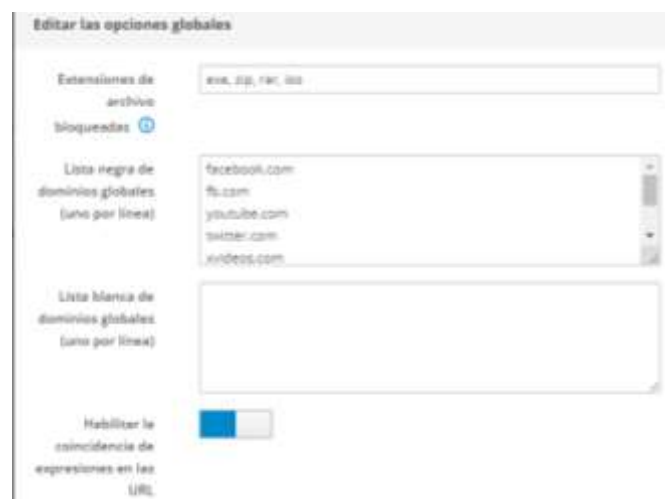 Editar las opciones globales
Extensiones de
archivo
bloqueadas
exe, zip, rar, iso
Lista negra de
dominios globales
(uno por línea)
facebook.com
fb.com
youtube.com
twitter.com
xvideos.com
Lista blanca de
dominios globales
(uno por línea)
Habilitar la
coincidencia de
expresiones en las
URL